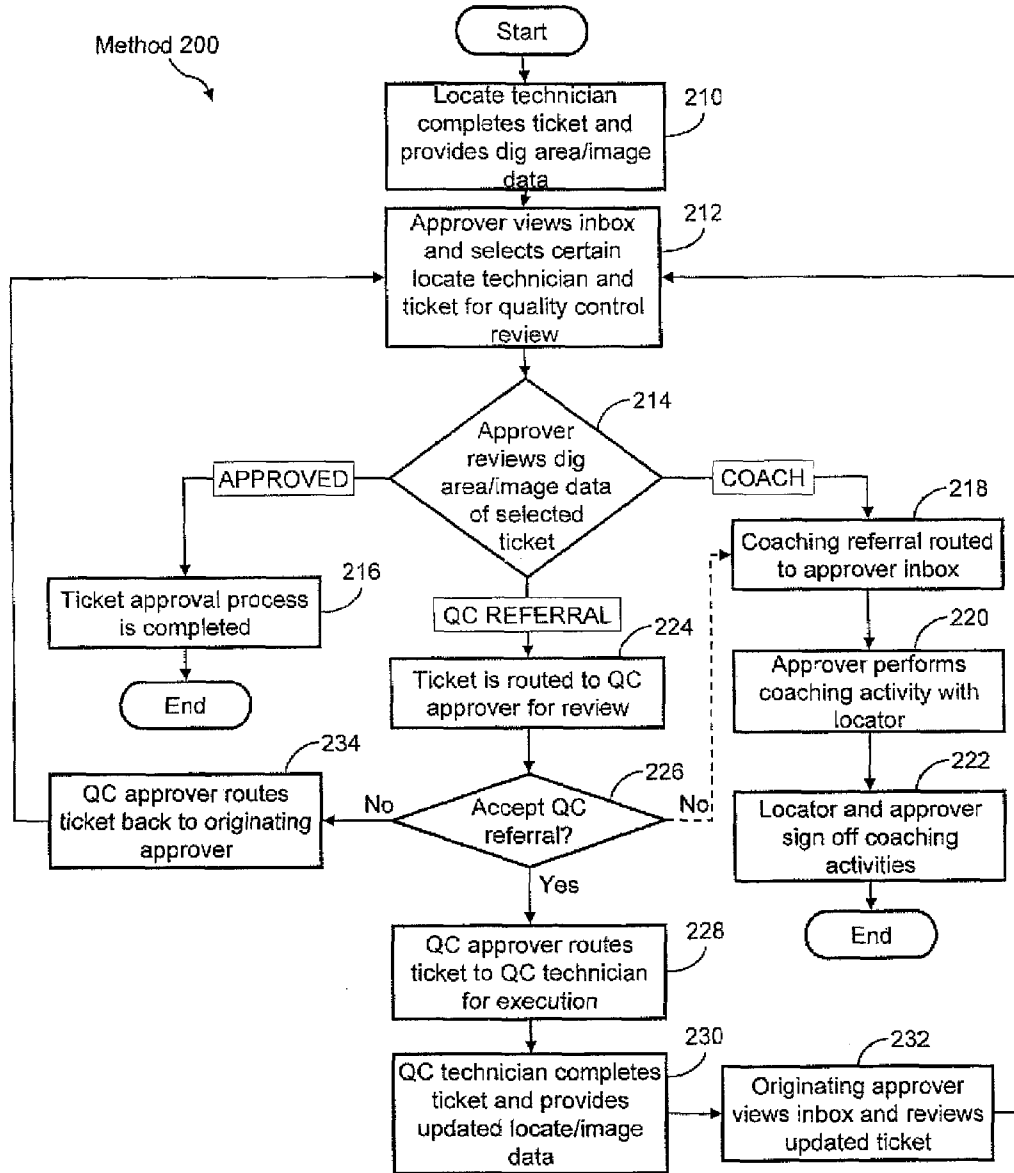 Start
Method 200
210
Locate technician
completes ticket and
provides dig area/image
data
212
Approver views inbox
and selects certain
locate technician and
ticket for quality control
review
214
Approver
reviews dig
area/image data
of selected
ticket
APPROVED
COACH
218
Coaching referral routed
to approver inbox
216
Ticket approval process
is completed
End
QC REFERRAL
224
Ticket is routed to QC
approver for review
220
Approver performs
coaching activity with
locator
234
QC approver routes
ticket back to originating
approver
No
226
Accept QC
referral?
No
222
Locator and approver
sign off coaching
activities
End
Yes
228
QC approver routes
ticket to QC technician
for execution
230
QC technician completes
ticket and provides
updated locate/image
data
232
Originating approver
views inbox and reviews
updated ticket